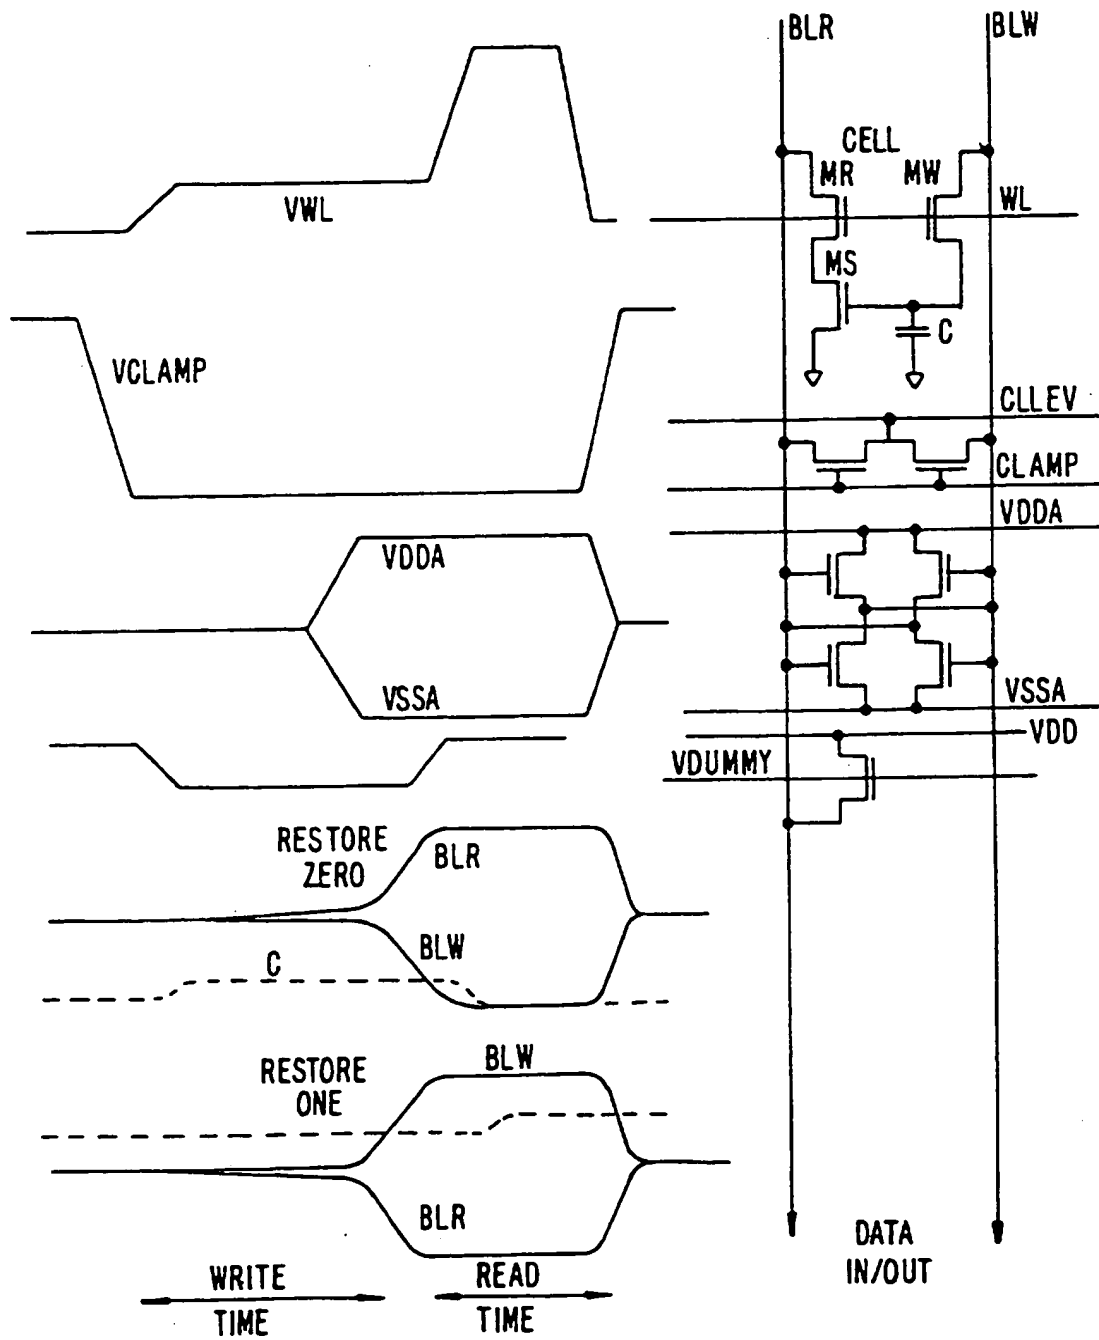 BLR
BLW
CELL
MR
MW
WL
VWL
MS
C
VCLAMP
CLLEV
CLAMP
VDDA
VDDA
VSSA
VSSA
VDD
VDUMMY
RESTORE
ZERO
BLR
BLW
C
BLW
RESTORE
ONE
BLR
DATA
IN/OUT
WRITE
TIME
READ
TIME